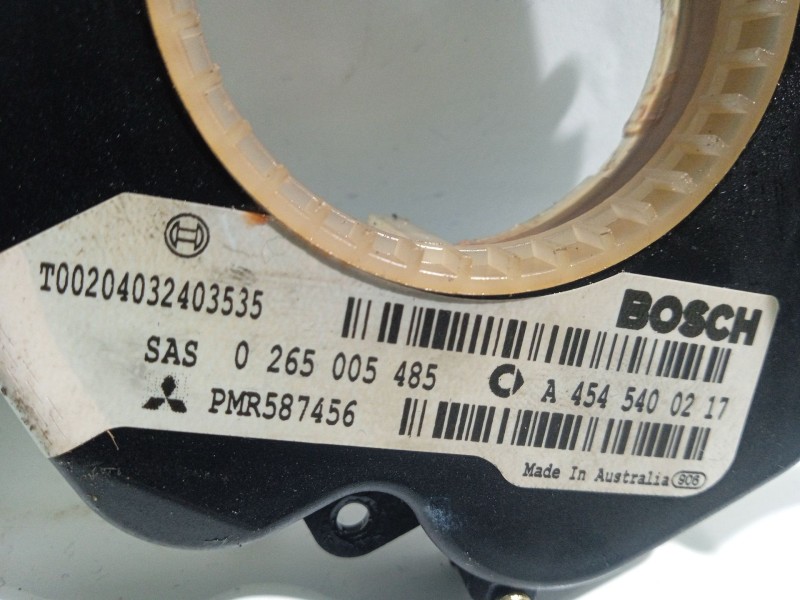 T00204032403535
BOSCH
SAS 0 265 005 485
A 454 540 02 17
PMR587456
Made In Australia 906